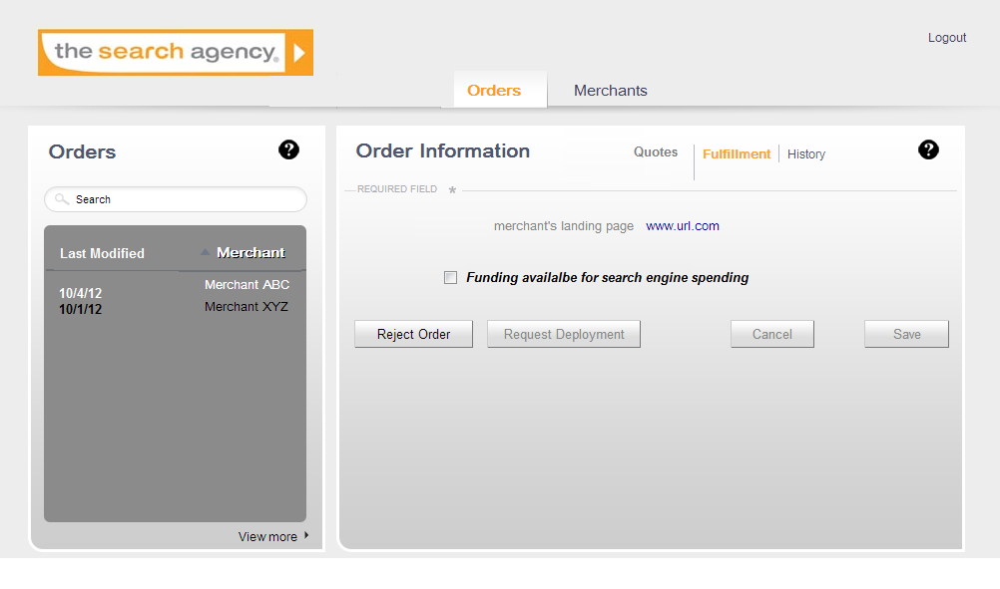 the search agency®
Logout
Orders
Merchants
Orders
?
Search
Last Modified
Merchant
10/4/12
Merchant ABC
10/1/12
Merchant XYZ
View more
Order Information
Quotes
Fulfillment
History
?
REQUIRED FIELD *
merchant's landing page www.url.com
Funding availalbe for search engine spending
Reject Order
Request Deployment
Cancel
Save